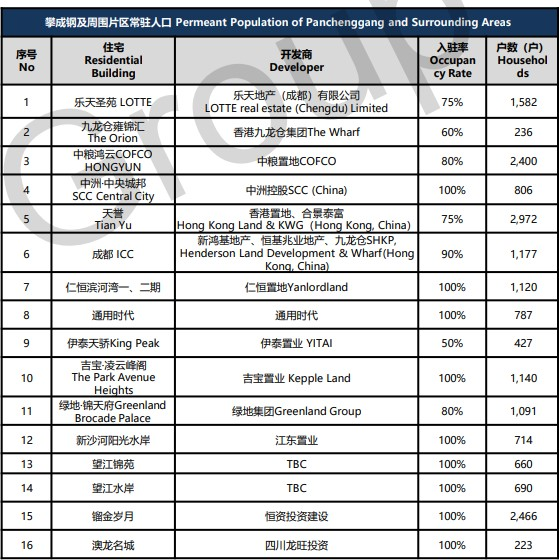 攀成钢及周围片区常驻人口 Permeant Population of Panchenggang and Surrounding Areas
序号 No 住宅 Residential Building 开发商 Developer 入驻率 Occupan cy Rate 户数（户） Househol ds
1 乐天圣苑 LOTTE 乐天地产（成都）有限公司 LOTTE real estate (Chengdu) Limited 75% 1,582
2 九龙仓雍锦汇 The Orion 香港九龙仓集团The Wharf 60% 236
3 中粮鸿云COFCO HONGYUN 中粮置地COFCO 80% 2,400
4 中洲·中央城邦 SCC Central City 中洲控股SCC (China) 100% 806
5 天誉 Tian Yu 香港置地、合景泰富 Hong Kong Land & KWG（Hong Kong, China） 75% 2,972
6 成都 ICC 新鸿基地产、恒基兆业地产、九龙仓SHKP, Henderson Land Development & Wharf(Hong Kong, China) 90% 1,177
7 仁恒滨河湾一、二期 仁恒置地Yanlordland 100% 1,120
8 通用时代 通用时代 100% 787
9 伊泰天骄King Peak 伊泰置业 YITAI 50% 427
10 吉宝·凌云峰阁 The Park Avenue Heights 吉宝置业 Kepple Land 100% 1,140
11 绿地·锦天府Greenland Brocade Palace 绿地集团Greenland Group 80% 1,091
12 新沙河阳光水岸 江东置业 100% 714
13 望江锦苑 TBC 100% 660
14 望江水岸 TBC 100% 690
15 镏金岁月 恒资投资建设 100% 2,466
16 澳龙名城 四川龙旺投资 100% 223
Group